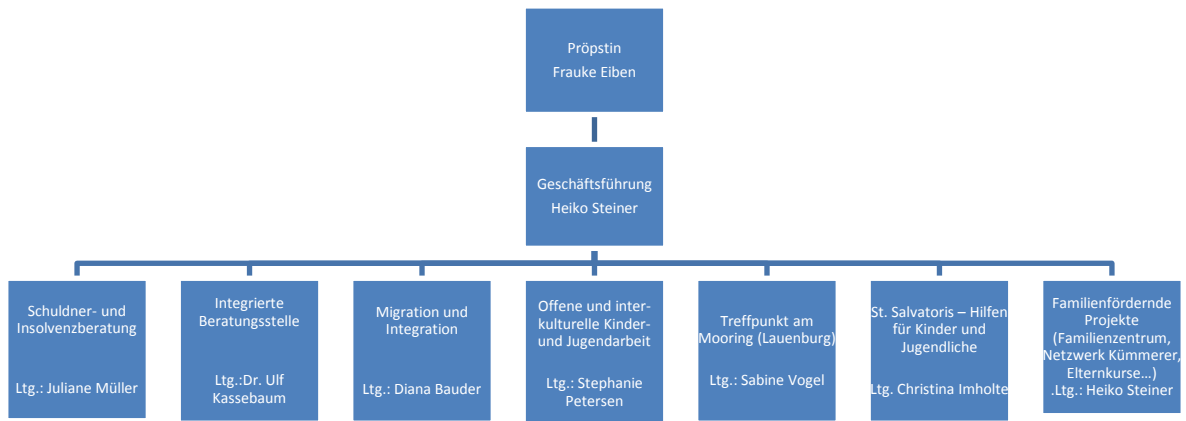 Pröpstin
Frauke Eiben
Geschäftsführung
Heiko Steiner
Schuldner- und
Insolvenzberatung
Ltg.: Juliane Müller
Integrierte
Beratungsstelle
Ltg.:Dr. Ulf
Kassebaum
Migration und
Integration
Ltg.: Diana Bauder
Offene und inter-
kulturelle Kinder-
und Jugendarbeit
Ltg.: Stephanie
Petersen
Treffpunkt am
Mooring (Lauenburg)
Ltg.: Sabine Vogel
St. Salvatoris – Hilfen
für Kinder und
Jugendliche
Ltg. Christina Imholte
Familienfördernde
Projekte
(Familienzentrum,
Netzwerk Kümmerer,
Elternkurse...)
.Ltg.: Heiko Steiner